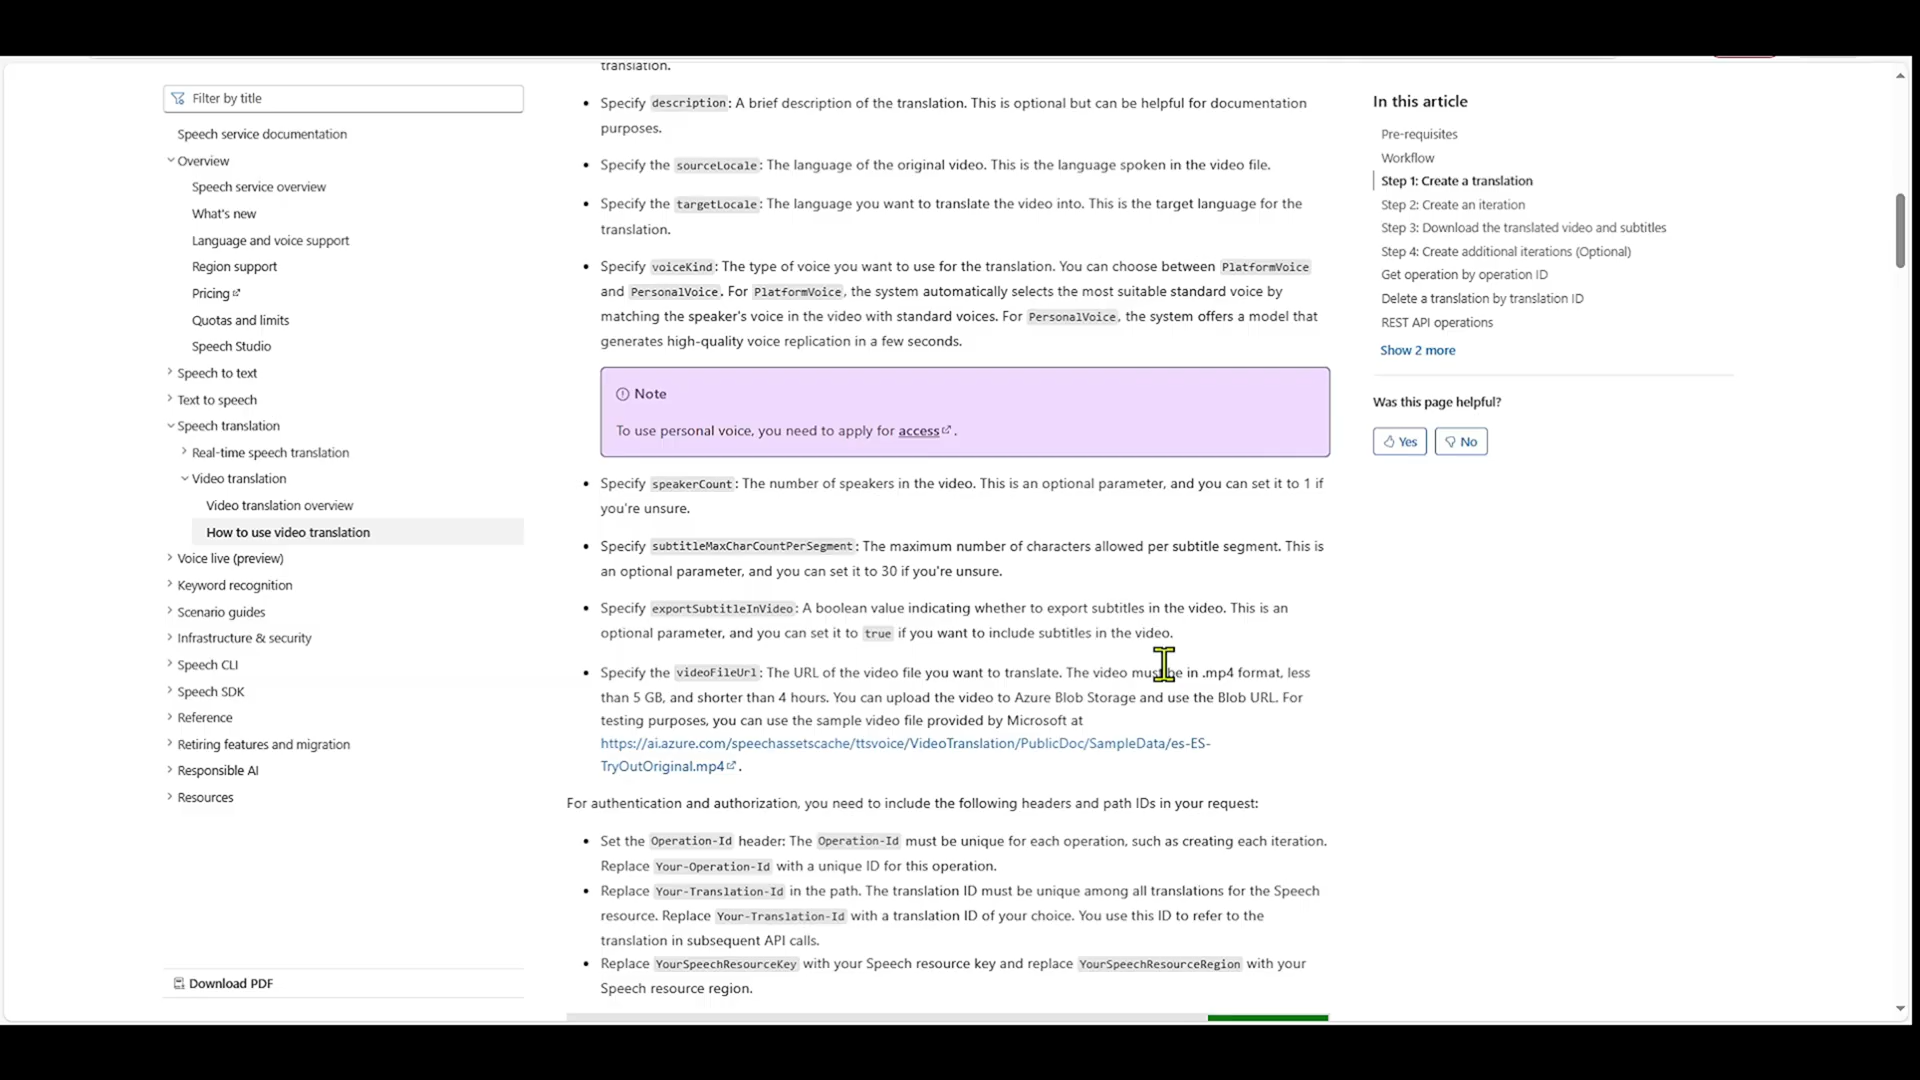 Filter by title
Speech service documentation
Overview
Speech service overview
What's new
Language and voice support
Region support
Pricing
Quotas and limits
Speech Studio
Speech to text
Text to speech
Speech translation
Real-time speech translation
Video translation
Video translation overview
How to use video translation
Voice live (preview)
Keyword recognition
Scenario guides
Infrastructure & security
Speech CLI
Speech SDK
Reference
Retiring features and migration
Responsible AI
Resources
Download PDF
translation.
Specify description: A brief description of the translation. This is optional but can be helpful for documentation
purposes.
Specify the sourceLocale: The language of the original video. This is the language spoken in the video file.
Specify the targetLocale: The language you want to translate the video into. This is the target language for the
translation.
Specify voiceKind: The type of voice you want to use for the translation. You can choose between PlatformVoice
and PersonalVoice. For PlatformVoice, the system automatically selects the most suitable standard voice by
matching the speaker's voice in the video with standard voices. For PersonalVoice, the system offers a model that
generates high-quality voice replication in a few seconds.
Note
To use personal voice, you need to apply for access.
Specify speakerCount: The number of speakers in the video. This is an optional parameter, and you can set it to 1 if
you're unsure.
Specify subtitleMaxCharCountPerSegment: The maximum number of characters allowed per subtitle segment. This is
an optional parameter, and you can set it to 30 if you're unsure.
Specify exportSubtitleInVideo: A boolean value indicating whether to export subtitles in the video. This is an
optional parameter, and you can set it to true if you want to include subtitles in the video.
Specify the videoFileUrl: The URL of the video file you want to translate. The video must be in .mp4 format, less
than 5 GB, and shorter than 4 hours. You can upload the video to Azure Blob Storage and use the Blob URL. For
testing purposes, you can use the sample video file provided by Microsoft at
https://ai.azure.com/speechassetscache/ttsvoice/VideoTranslation/PublicDoc/SampleData/es-ES-
TryOutOriginal.mp4.
For authentication and authorization, you need to include the following headers and path IDs in your request:
Set the Operation-Id header: The Operation-Id must be unique for each operation, such as creating each iteration.
Replace Your-Operation-Id with a unique ID for this operation.
Replace Your-Translation-Id in the path. The translation ID must be unique among all translations for the Speech
resource. Replace Your-Translation-Id with a translation ID of your choice. You use this ID to refer to the
translation in subsequent API calls.
Replace YourSpeechResourceKey with your Speech resource key and replace YourSpeechResourceRegion with your
Speech resource region.
In this article
Pre-requisites
Workflow
Step 1: Create a translation
Step 2: Create an iteration
Step 3: Download the translated video and subtitles
Step 4: Create additional iterations (Optional)
Get operation by operation ID
Delete a translation by translation ID
REST API operations
Show 2 more
Was this page helpful?
Yes
No